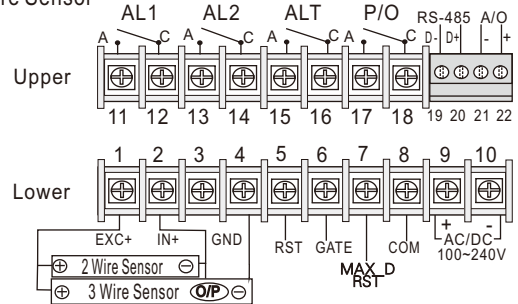 ire Sensor
AL1 AL2 ALT P/O RS-485 A/O
A C A C A C A C D- D+ - +
Upper
11 12 13 14 15 16 17 18 19 20 21 22
1 2 3 4 5 6 7 8 9 10
Lower
+ -
EXC+ IN+ GND RST GATE MAX_D RST COM AC/DC 100~240V
2 Wire Sensor
3 Wire Sensor O/P